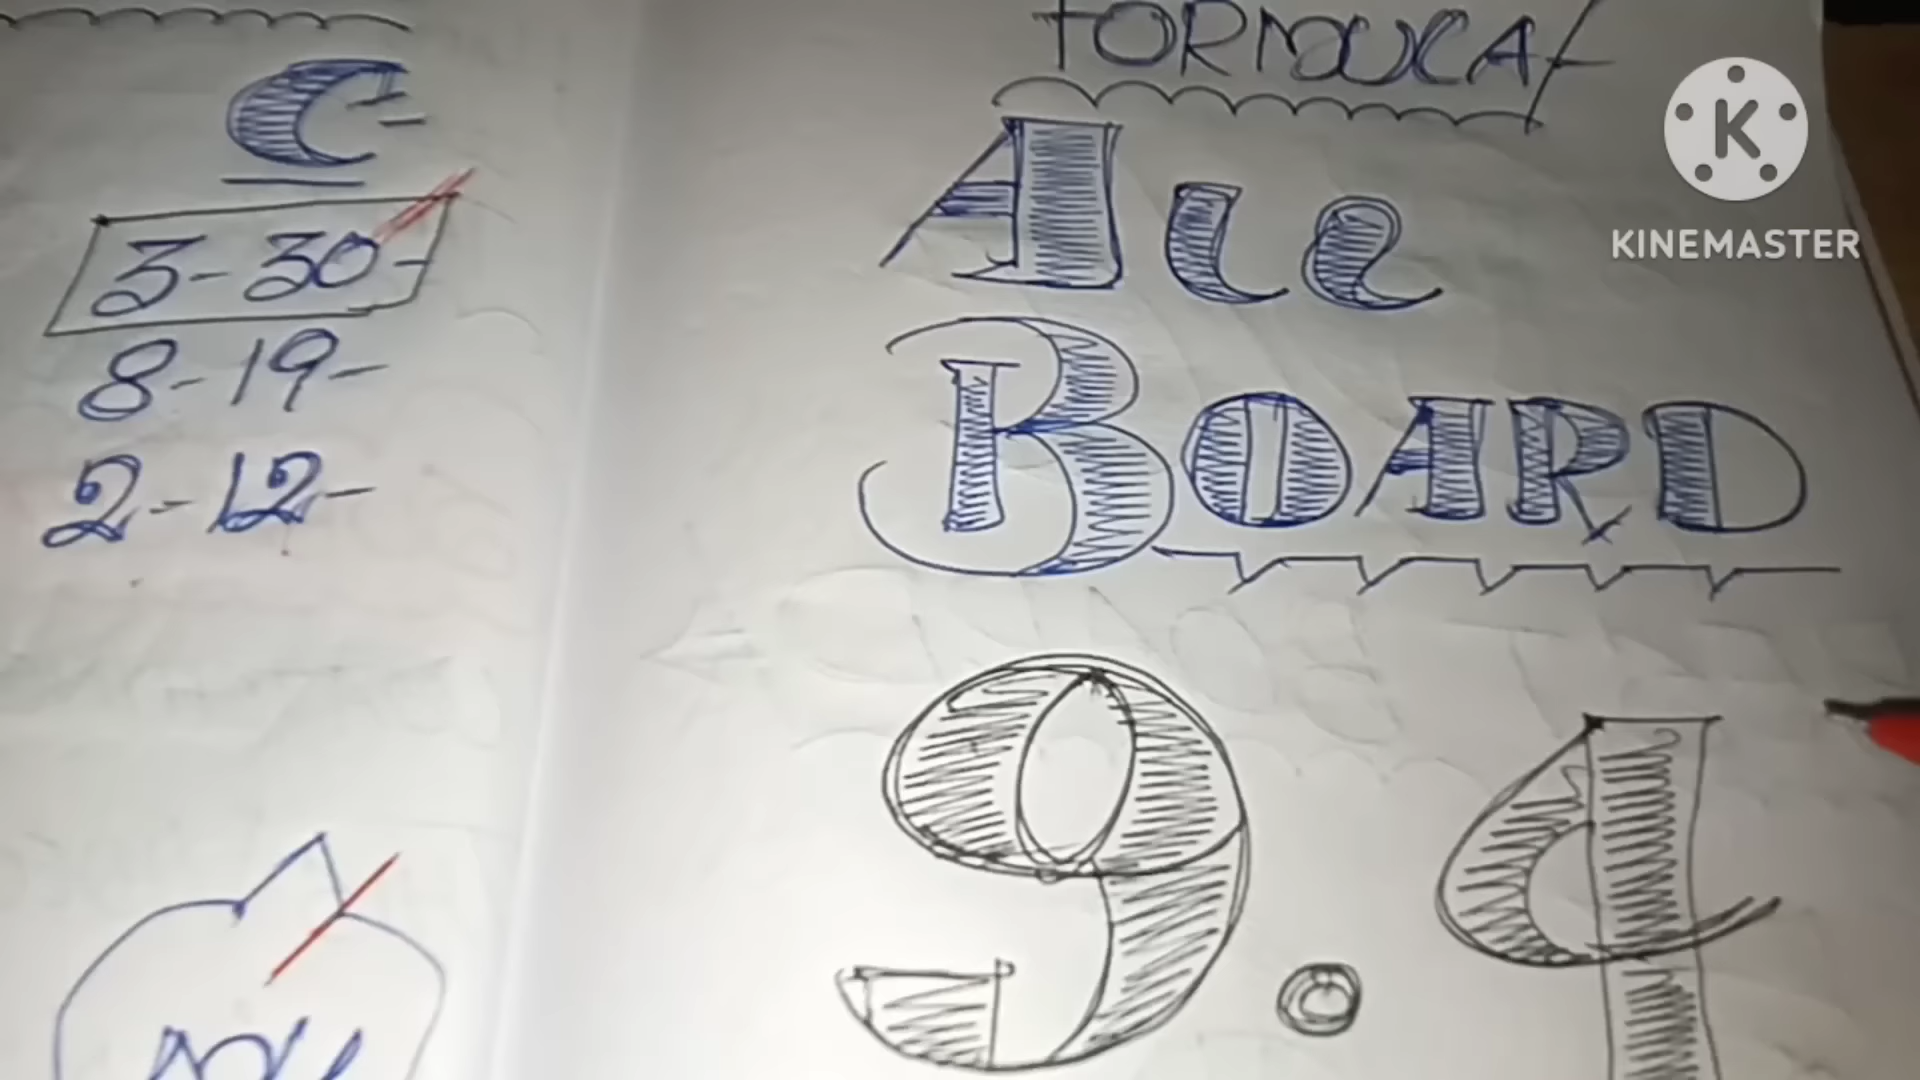 C=
3-30-
8-19-
2-12-
FORMULA-
All
BOARD
9.4
K
KINEMASTER